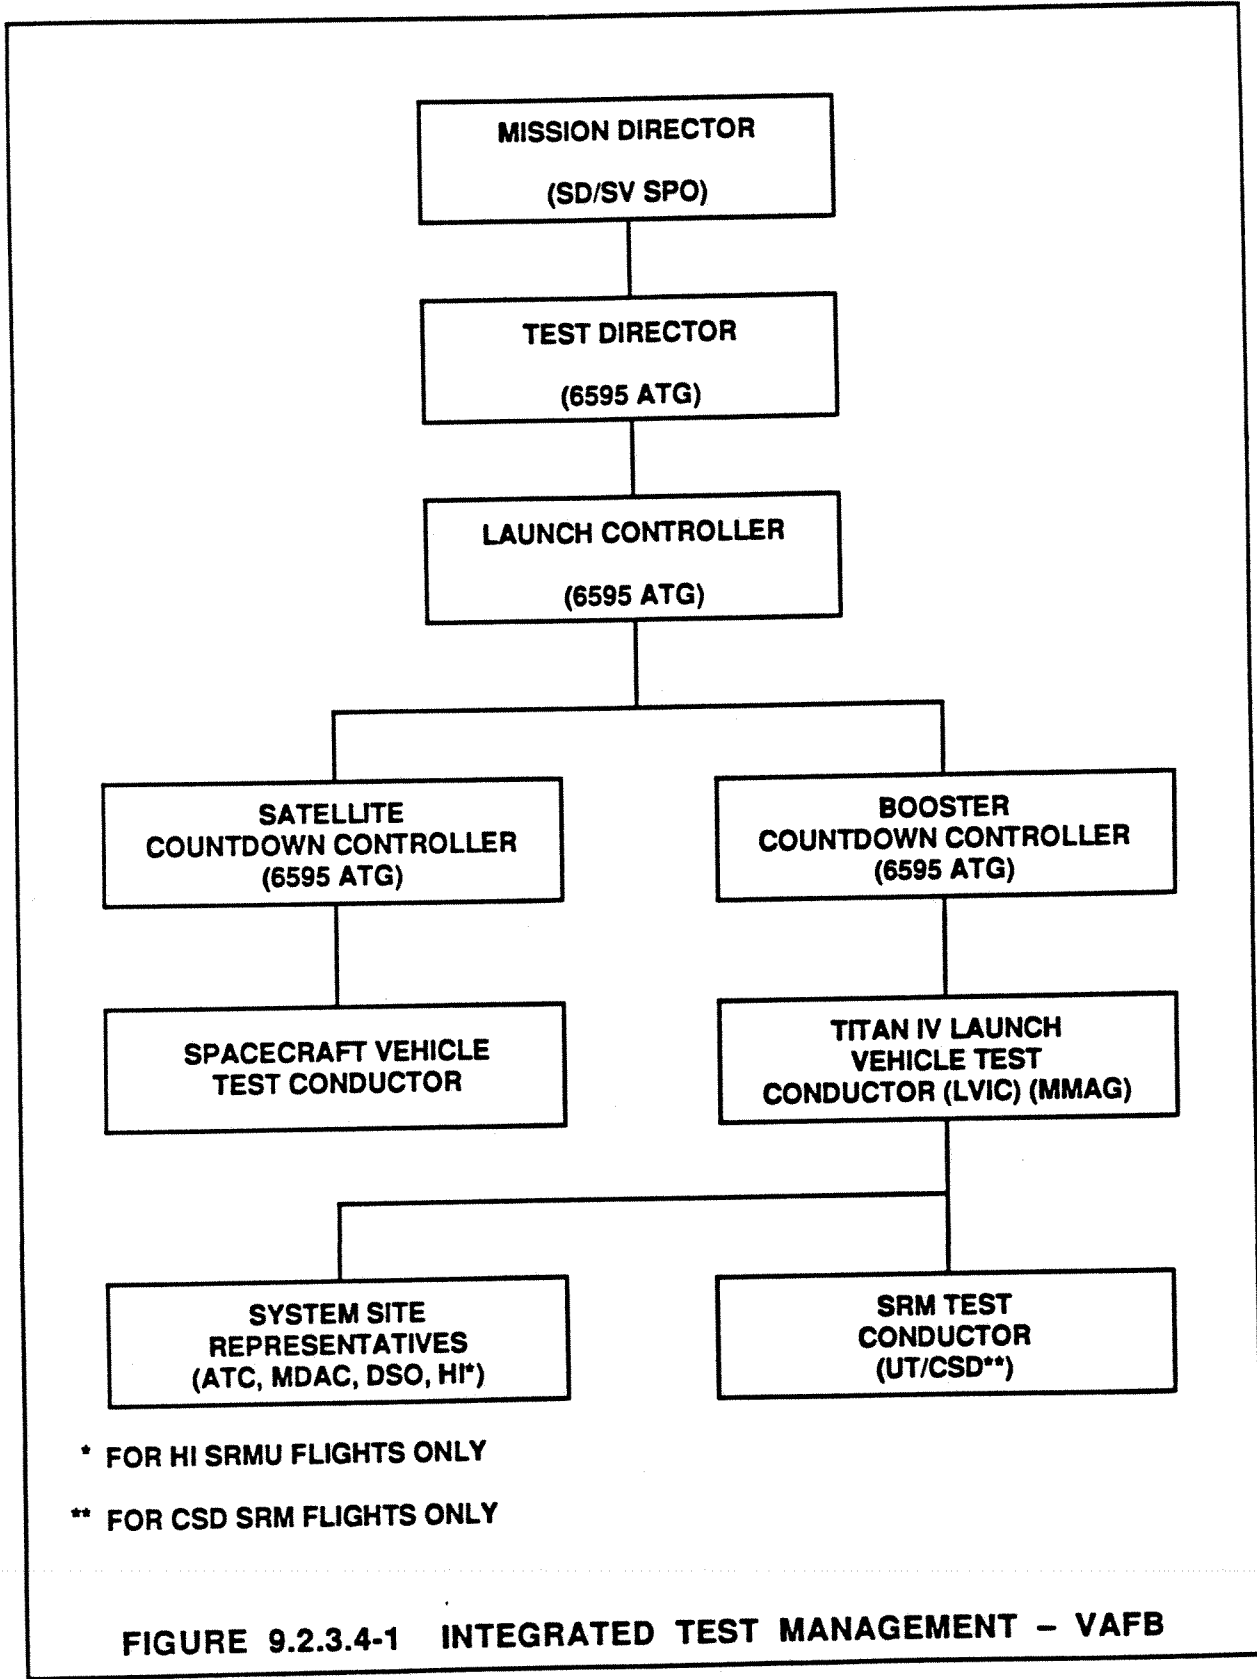 MISSION DIRECTOR
(SD/SV SPO)
TEST DIRECTOR
(6595 ATG)
LAUNCH CONTROLLER
(6595 ATG)
SATELLITE
COUNTDOWN CONTROLLER
(6595 ATG)
BOOSTER
COUNTDOWN CONTROLLER
(6595 ATG)
SPACECRAFT VEHICLE
TEST CONDUCTOR
TITAN IV LAUNCH
VEHICLE TEST
CONDUCTOR (LVIC) (MMAG)
SYSTEM SITE
REPRESENTATIVES
(ATC, MDAC, DSO, HI*)
SRM TEST
CONDUCTOR
(UT/CSD**)
* FOR HI SRMU FLIGHTS ONLY
** FOR CSD SRM FLIGHTS ONLY
FIGURE 9.2.3.4-1 INTEGRATED TEST MANAGEMENT – VAFB